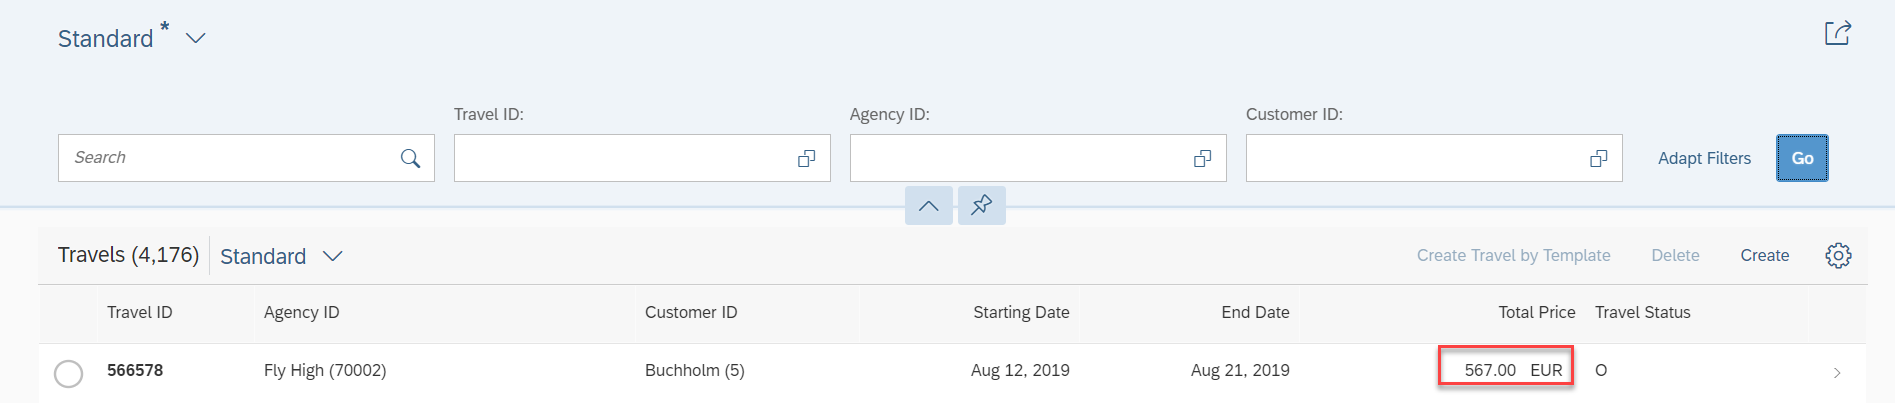 Standard *
Travel ID: Agency ID: Customer ID:
Search Adapt Filters Go
Travels (4,176) Standard Create Travel by Template Delete Create
Travel ID Agency ID Customer ID Starting Date End Date Total Price Travel Status
566578 Fly High (70002) Buchholm (5) Aug 12, 2019 Aug 21, 2019 567.00 EUR O